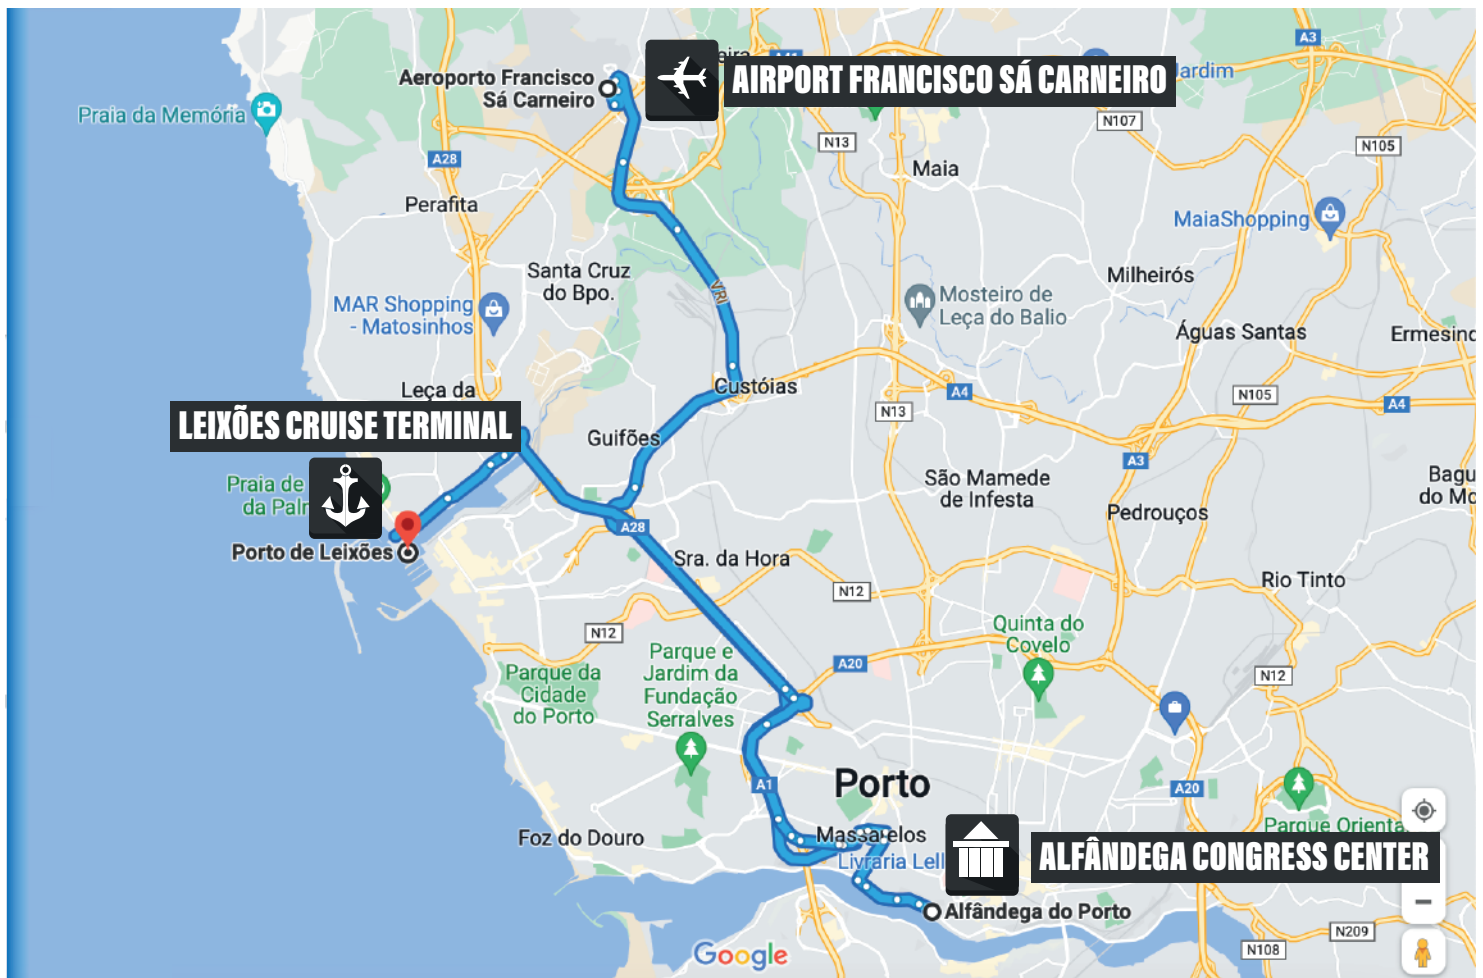 A3
A41
eira
Jardim
Aeroporto Francisco
Sá Carneiro
AIRPORT FRANCISCO SÁ CARNEIRO
Praia da Memória
N107
N13
N105
A28
Maia
Perafita
MaiaShopping
Santa Cruz
do Bpo.
Milheirós
VRI
MAR Shopping
- Matosinhos
Mosteiro de
Leça do Balio
Águas Santas
Ermesind
Leça da
Custóias
A4
N105
A4
N13
LEIXÕES CRUISE TERMINAL
Guifões
A3
Praia de
da Palm
São Mamede
de Infesta
Bagu
do Mo
Pedrouços
A28
Porto de Leixões
Sra. da Hora
Rio Tinto
N12
N12
Quinta do
Covelo
Parque e
Jardim da
Fundação
Serralves
A20
Parque da
Cidade
do Porto
N12
A1
Porto
A20
Foz do Douro
Massarelos
Parque Orienta
Livraria Lell
ALFÂNDEGA CONGRESS CENTER
Alfândega do Porto
N209
N108
Google